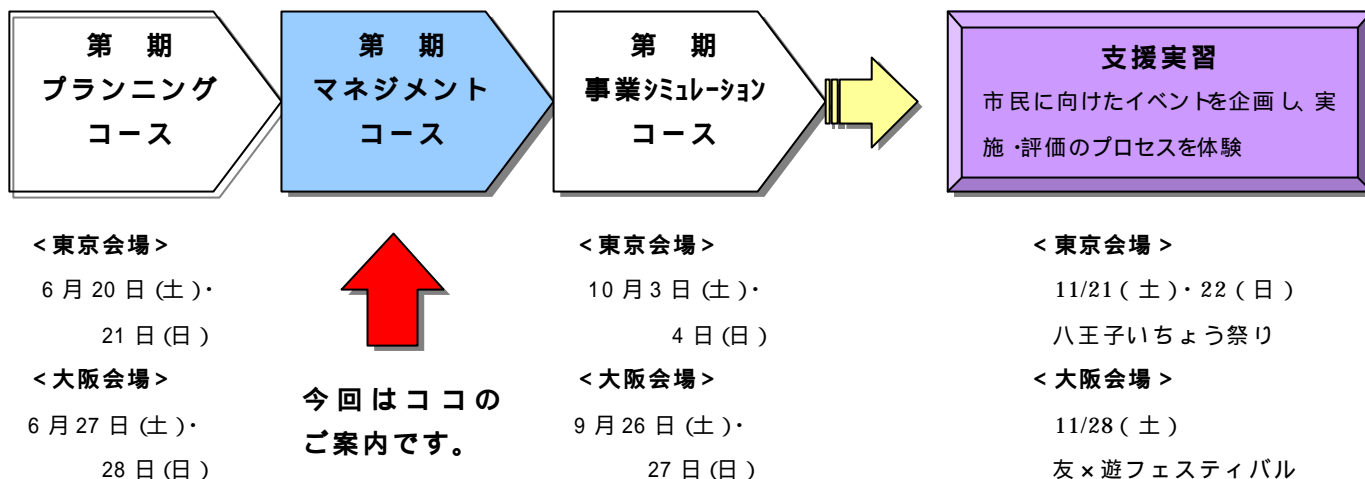 第　期
プランニング
コース
第　期
マネジメント
コース
第　期
事業シミュレーション
コース
支援実習
市民に向けたイベントを企画し、実
施・評価のプロセスを体験
<東京会場>
6月20日(土)・
21日(日)
<大阪会場>
6月27日(土)・
28日(日)
今回はココの
ご案内です。
<東京会場>
10月3日(土)・
4日(日)
<大阪会場>
9月26日(土)・
27日(日)
<東京会場>
11/21(土)・22(日)
八王子いちょう祭り
<大阪会場>
11/28(土)
友×遊フェスティバル